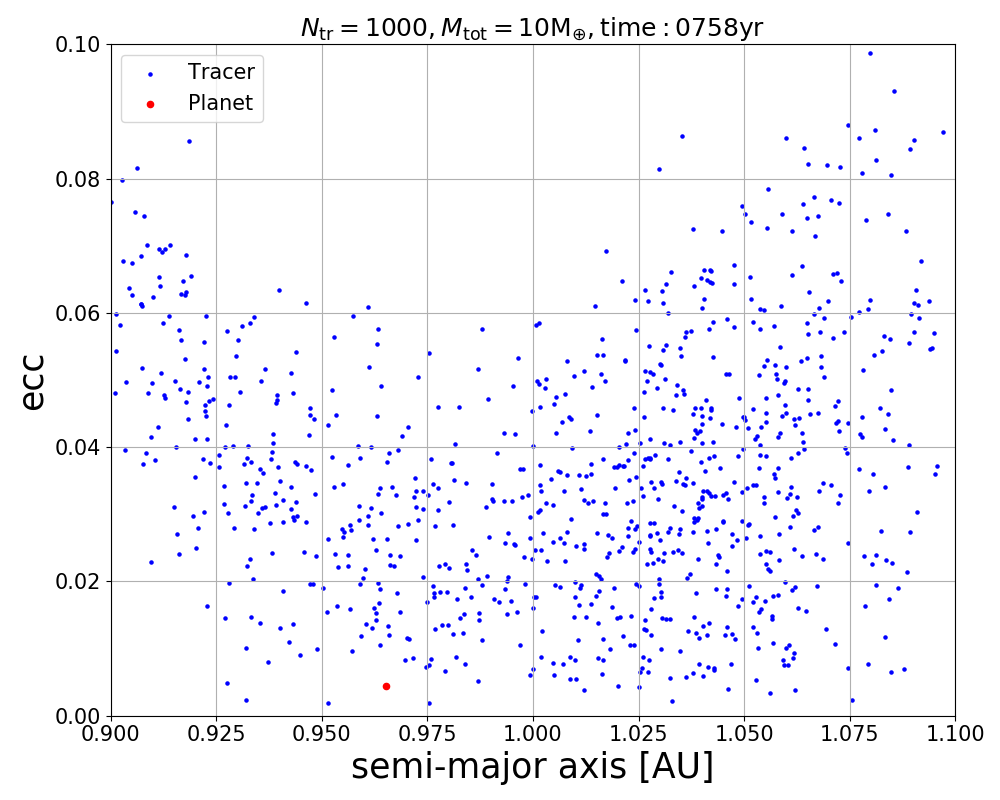 N_tr = 1000, M_tot = 10M_⊕, time : 0758yr
Tracer
Planet
ecc
0.10
0.08
0.06
0.04
0.02
0.00
0.900 0.925 0.950 0.975 1.000 1.025 1.050 1.075 1.100
semi-major axis [AU]